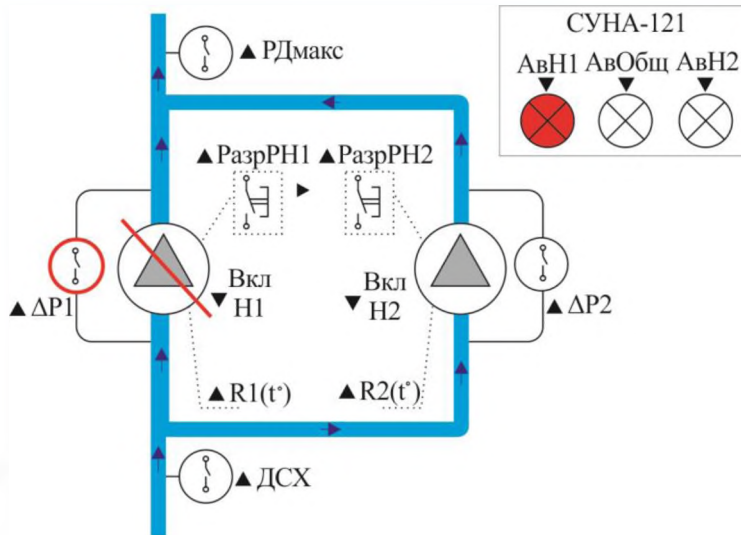 ▲ РДмакс
СУНА-121
АвН1 АвОбщ АвН2
▲РазрРН1 ▲РазрРН2
Вкл
Н1
Вкл
Н2
▲ ΔР1
▲ ΔР2
▲ R1(t°)
▲ R2(t°)
▲ ДСХ